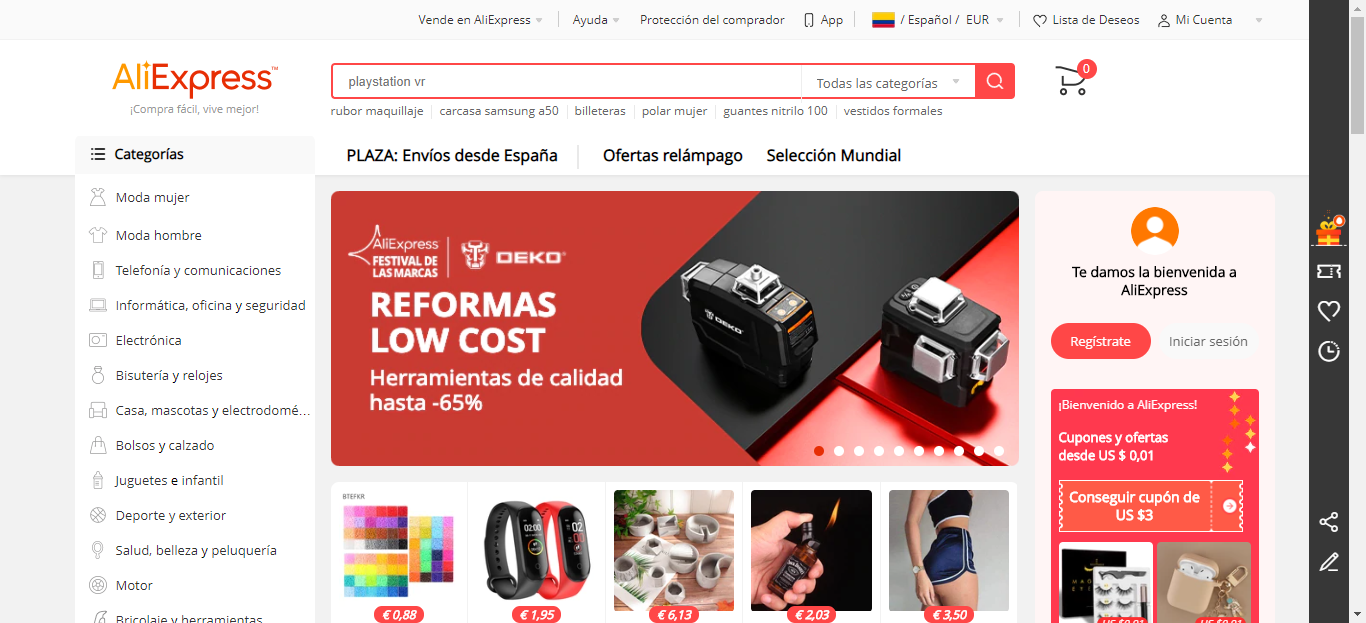 Vende en AliExpress
Ayuda
Protección del comprador
App
/ Español / EUR
Lista de Deseos
Mi Cuenta
AliExpress™
¡Compra fácil, vive mejor!
playstation vr
Todas las categorías
0
rubor maquillaje
carcasa samsung a50
billeteras
polar mujer
guantes nitrilo 100
vestidos formales
Categorías
PLAZA: Envíos desde España
Ofertas relámpago
Selección Mundial
Moda mujer
Moda hombre
Telefonía y comunicaciones
Informática, oficina y seguridad
Electrónica
Bisutería y relojes
Casa, mascotas y electrodomé...
Bolsos y calzado
Juguetes e infantil
Deporte y exterior
Salud, belleza y peluquería
Motor
Bricolaje y herramientas
AliExpress
FESTIVAL DE
LAS MARCAS
DEKO®
REFORMAS
LOW COST
Herramientas de calidad
hasta -65%
DEKO
Te damos la bienvenida a
AliExpress
Regístrate
Iniciar sesión
¡Bienvenido a AliExpress!
Cupones y ofertas
desde US $ 0,01
Conseguir cupón de
US $3
BTEFKR
€ 0,88
€ 1,95
€ 6,13
€ 2,03
€ 3,50
US $0,01
US $0,01